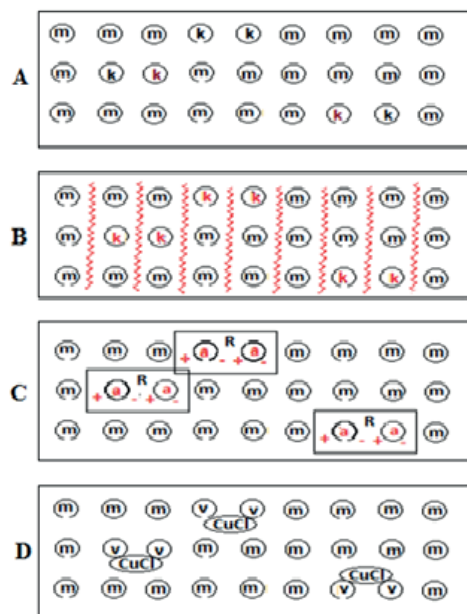 m m m k k m m m m
A m k k m m m m m m
m m m m m m k k m
m m m k k m m m m
B m k k m m m m m m
m m m m m m k k m
R
m m m + a - + a - m m m m
R
C m + a - + a - m m m m m m
R
m m m m m m + a - + a - m
m m m v v m m m m
CuCl
D m v v m m m m m m
CuCl CuCl
m m m m m m v v m